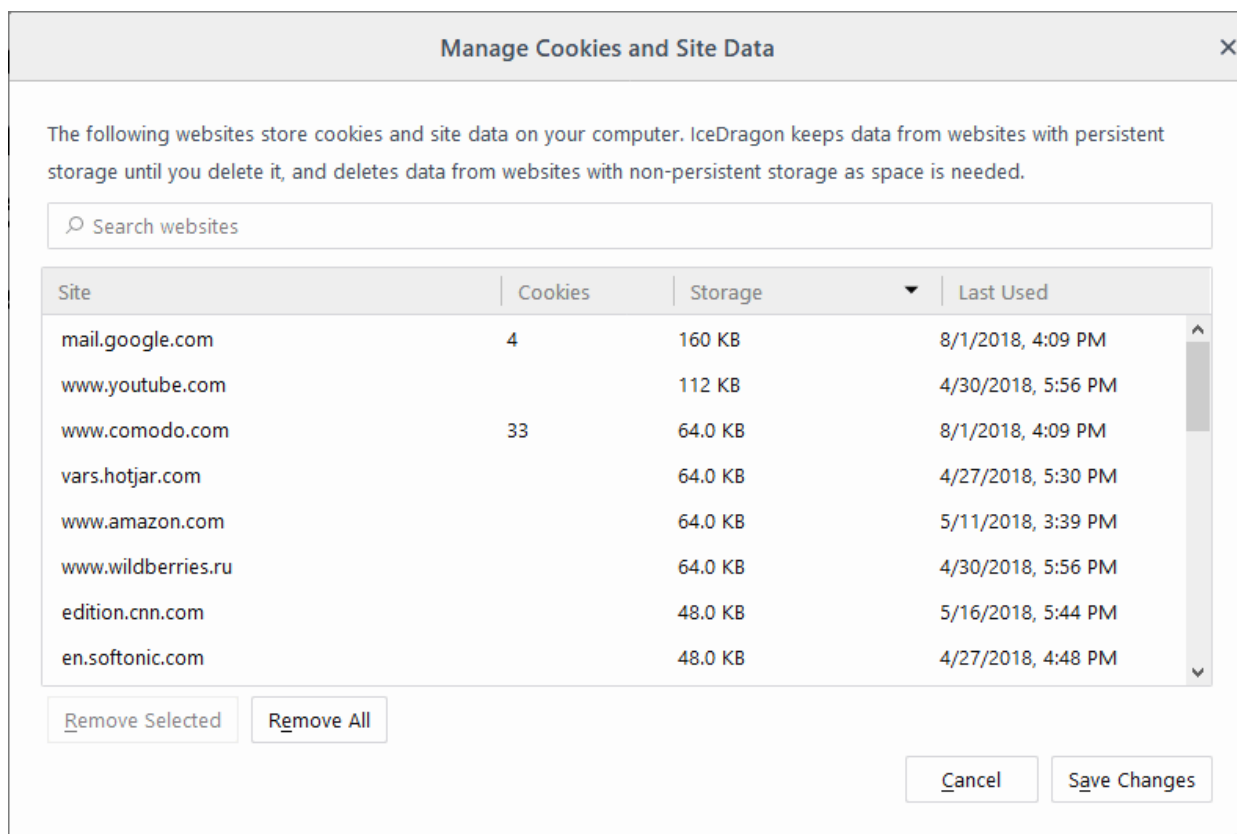 Manage Cookies and Site Data
The following websites store cookies and site data on your computer. IceDragon keeps data from websites with persistent
storage until you delete it, and deletes data from websites with non-persistent storage as space is needed.
Search websites
Site Cookies Storage Last Used
mail.google.com 4 160 KB 8/1/2018, 4:09 PM
www.youtube.com 112 KB 4/30/2018, 5:56 PM
www.comodo.com 33 64.0 KB 8/1/2018, 4:09 PM
vars.hotjar.com 64.0 KB 4/27/2018, 5:30 PM
www.amazon.com 64.0 KB 5/11/2018, 3:39 PM
www.wildberries.ru 64.0 KB 4/30/2018, 5:56 PM
edition.cnn.com 48.0 KB 5/16/2018, 5:44 PM
en.softonic.com 48.0 KB 4/27/2018, 4:48 PM
Remove Selected Remove All
Cancel Save Changes